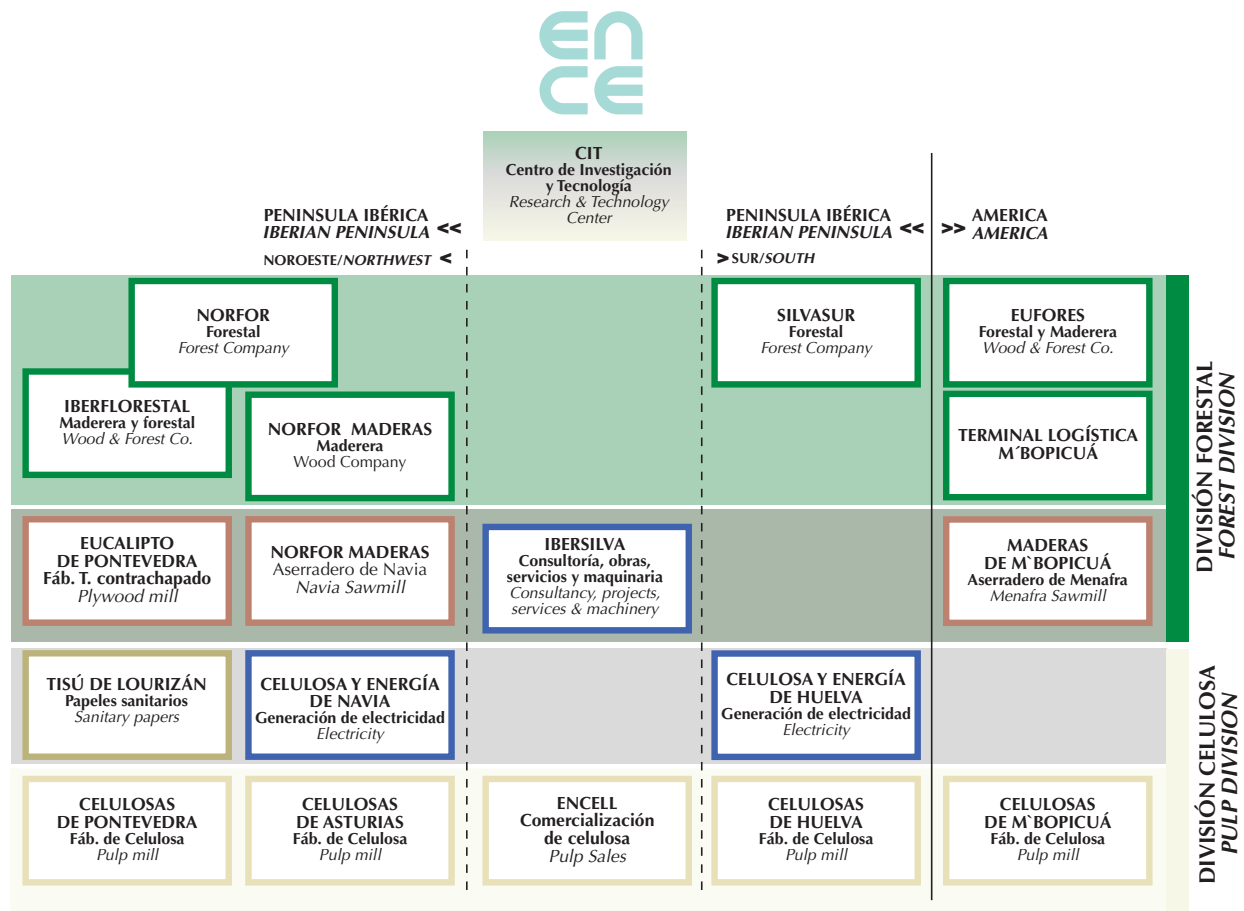 ENCE
CIT
Centro de Investigación
y Tecnología
Research & Technology
Center
PENINSULA IBÉRICA
IBERIAN PENINSULA <<
NOROESTE/NORTHWEST <
PENINSULA IBÉRICA
IBERIAN PENINSULA <<
> SUR/SOUTH
>> AMERICA
AMERICA
NORFOR
Forestal
Forest Company
SILVASUR
Forestal
Forest Company
EUFORES
Forestal y Maderera
Wood & Forest Co.
IBERFLORESTAL
Maderera y forestal
Wood & Forest Co.
NORFOR MADERAS
Maderera
Wood Company
TERMINAL LOGÍSTICA
M´BOPICUÁ
EUCALIPTO
DE PONTEVEDRA
Fáb. T. contrachapado
Plywood mill
NORFOR MADERAS
Aserradero de Navia
Navia Sawmill
IBERSILVA
Consultoría, obras,
servicios y maquinaria
Consultancy, projects,
services & machinery
MADERAS
DE M`BOPICUÁ
Aserradero de Menafra
Menafra Sawmill
DIVISIÓN FORESTAL
FOREST DIVISION
TISÚ DE LOURIZÁN
Papeles sanitarios
Sanitary papers
CELULOSA Y ENERGÍA
DE NAVIA
Generación de electricidad
Electricity
CELULOSA Y ENERGÍA
DE HUELVA
Generación de electricidad
Electricity
CELULOSAS
DE PONTEVEDRA
Fáb. de Celulosa
Pulp mill
CELULOSAS
DE ASTURIAS
Fáb. de Celulosa
Pulp mill
ENCELL
Comercialización
de celulosa
Pulp Sales
CELULOSAS
DE HUELVA
Fáb. de Celulosa
Pulp mill
CELULOSAS
DE M`BOPICUÁ
Fáb. de Celulosa
Pulp mill
DIVISIÓN CELULOSA
PULP DIVISION